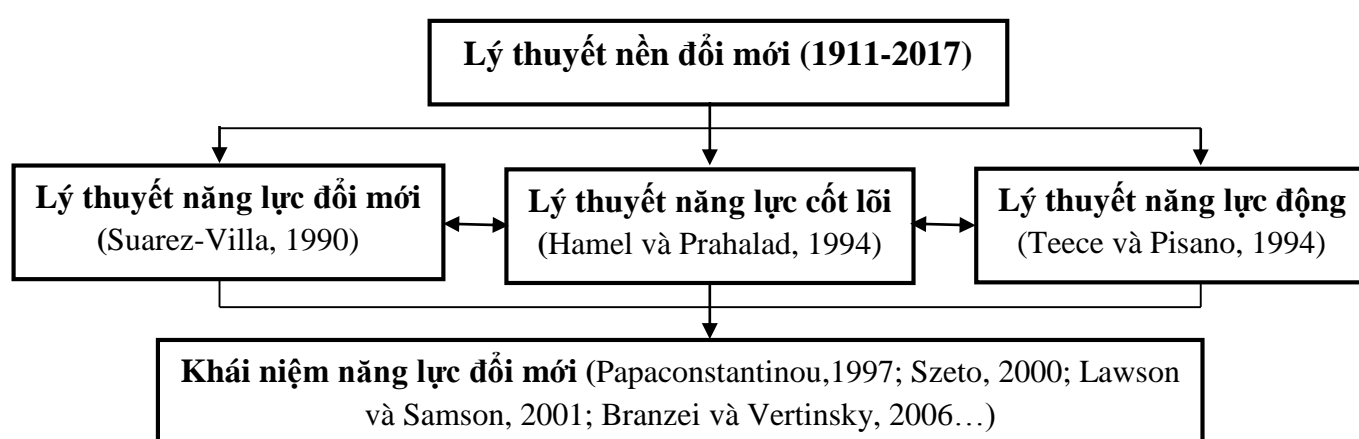 Lý thuyết nền đổi mới (1911-2017)
Lý thuyết năng lực đổi mới
(Suarez-Villa, 1990)
Lý thuyết năng lực cốt lõi
(Hamel và Prahalad, 1994)
Lý thuyết năng lực động
(Teece và Pisano, 1994)
Khái niệm năng lực đổi mới (Papaconstantinou,1997; Szeto, 2000; Lawson
và Samson, 2001; Branzei và Vertinsky, 2006…)